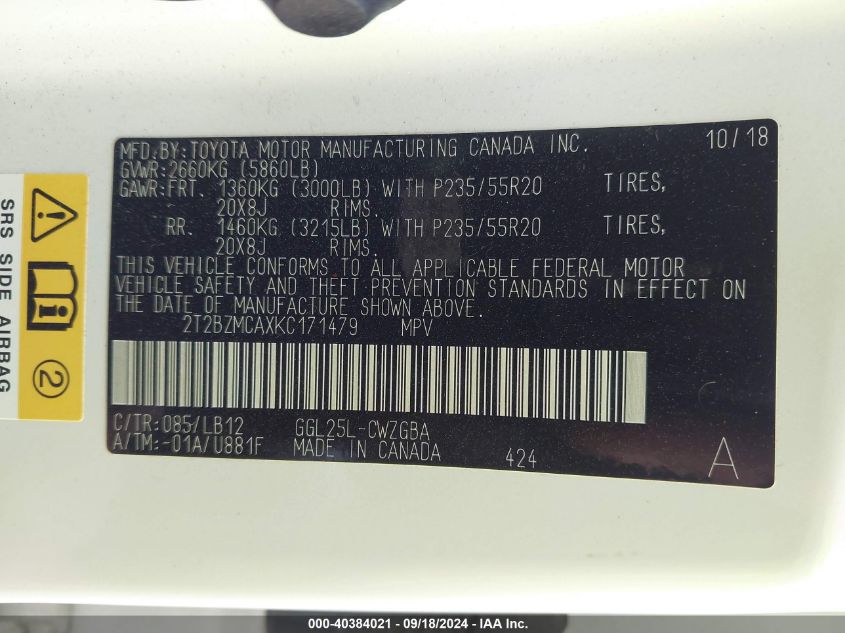 MFD.BY:TOYOTA MOTOR MANUFACTURING CANADA INC. 10/18
GVWR:2660KG (5860LB)
GAWR:FRT. 1360KG (3000LB) WITH P235/55R20 TIRES,
20X8J RIMS.
RR. 1460KG (3215LB) WITH P235/55R20 TIRES,
20X8J RIMS.
THIS VEHICLE CONFORMS TO ALL APPLICABLE FEDERAL MOTOR
VEHICLE SAFETY AND THEFT PREVENTION STANDARDS IN EFFECT ON
THE DATE OF MANUFACTURE SHOWN ABOVE.
2T2BZMCAXKC171479 MPV
C/TR:085/LB12 GGL25L-CWZGBA
A/TM:-01A/U881F MADE IN CANADA 424 A
SRS SIDE AIRBAG
2
000-40384021 - 09/18/2024 - IAA Inc.